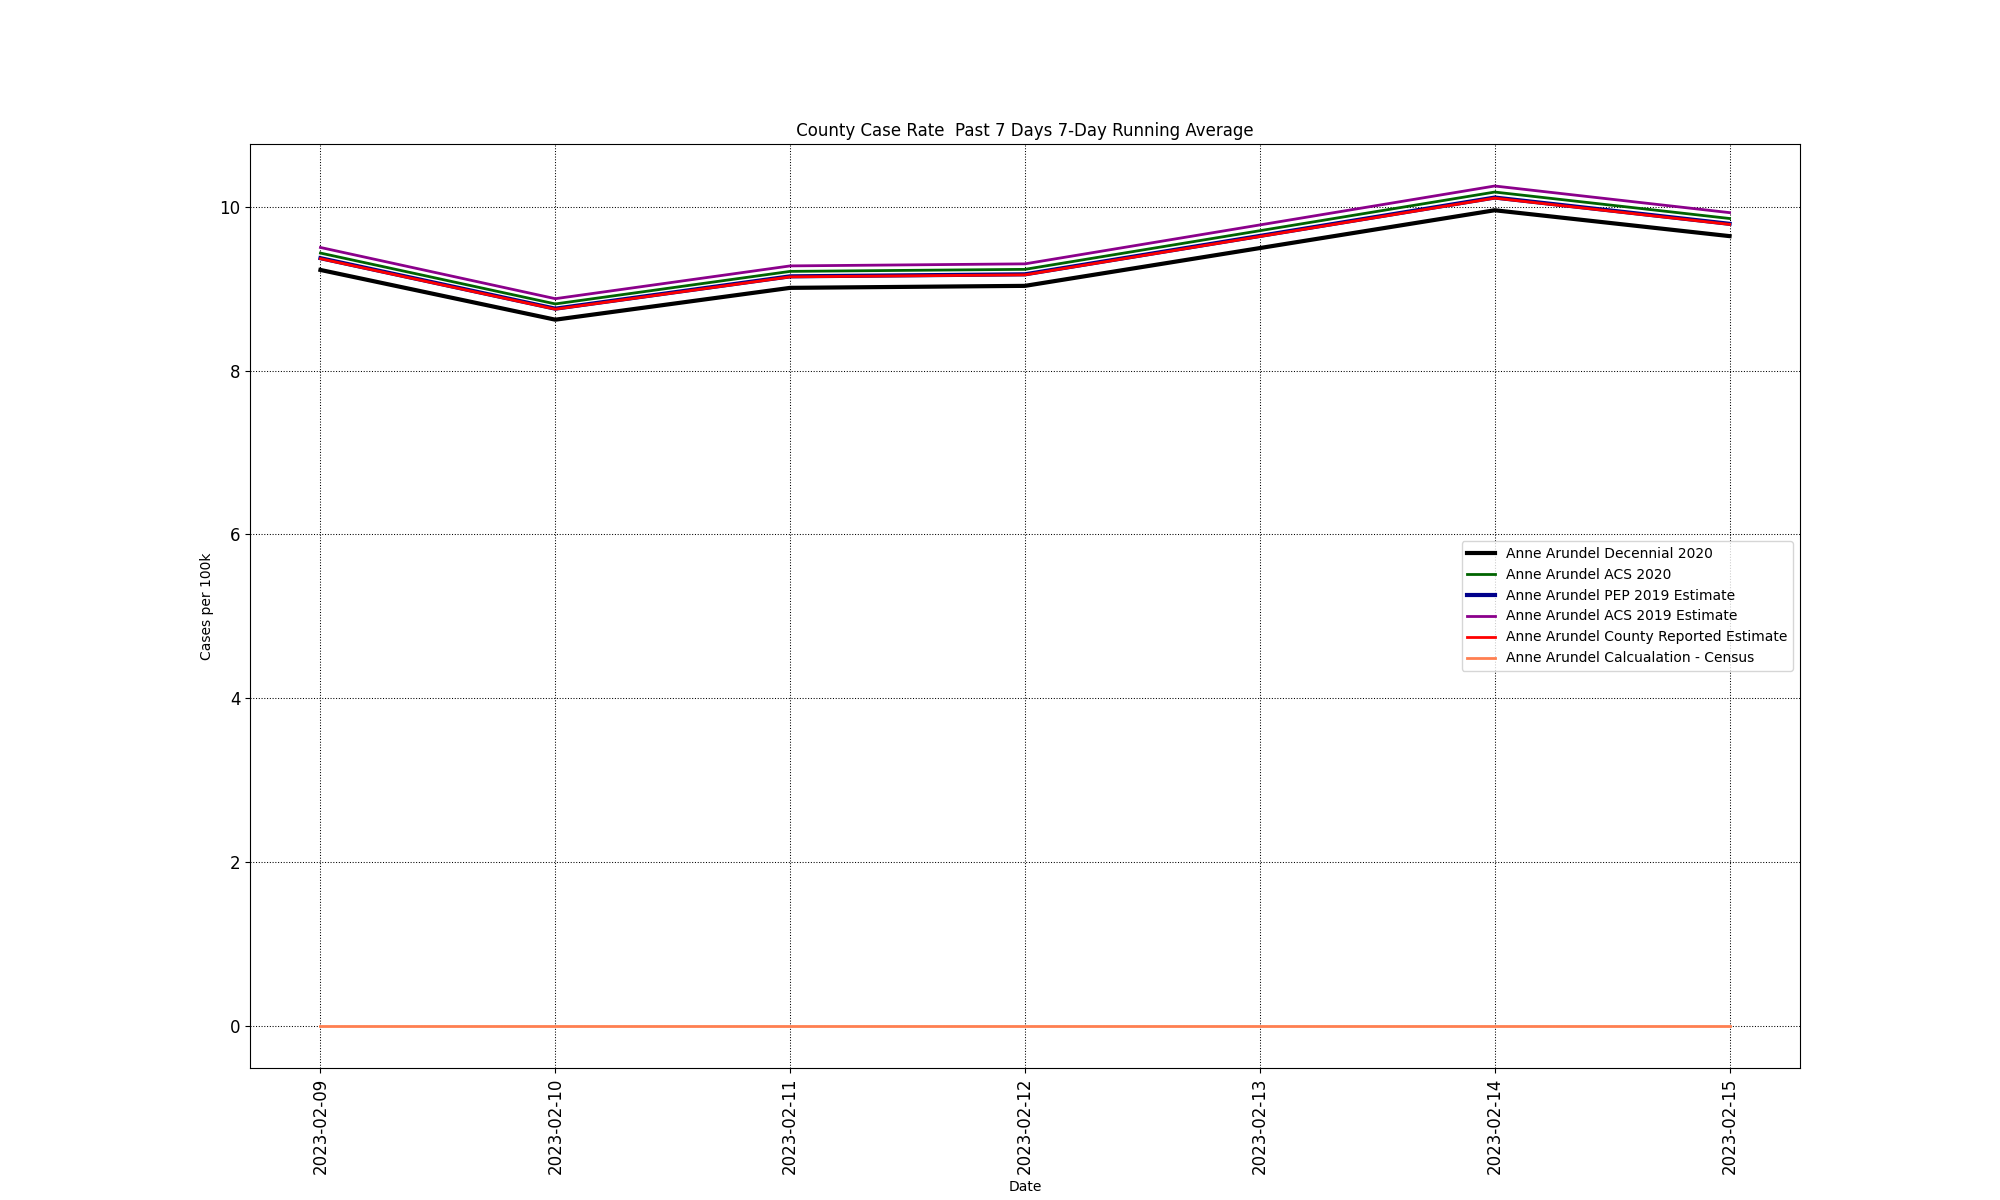 County Case Rate  Past 7 Days 7-Day Running Average
Cases per 100k
10
8
6
4
2
0
Anne Arundel Decennial 2020
Anne Arundel ACS 2020
Anne Arundel PEP 2019 Estimate
Anne Arundel ACS 2019 Estimate
Anne Arundel County Reported Estimate
Anne Arundel Calcualation - Census
2023-02-09
2023-02-10
2023-02-11
2023-02-12
2023-02-13
2023-02-14
2023-02-15
Date